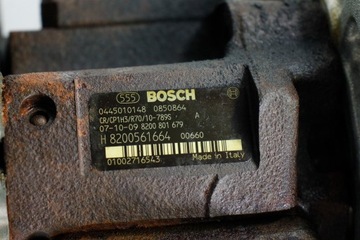 555 BOSCH
0445010148 0850864
CR/CP1H3/R70/10-789S A
07-10-09 8200 801 679
H 8200561664 00660
01002716543 Made in Italy